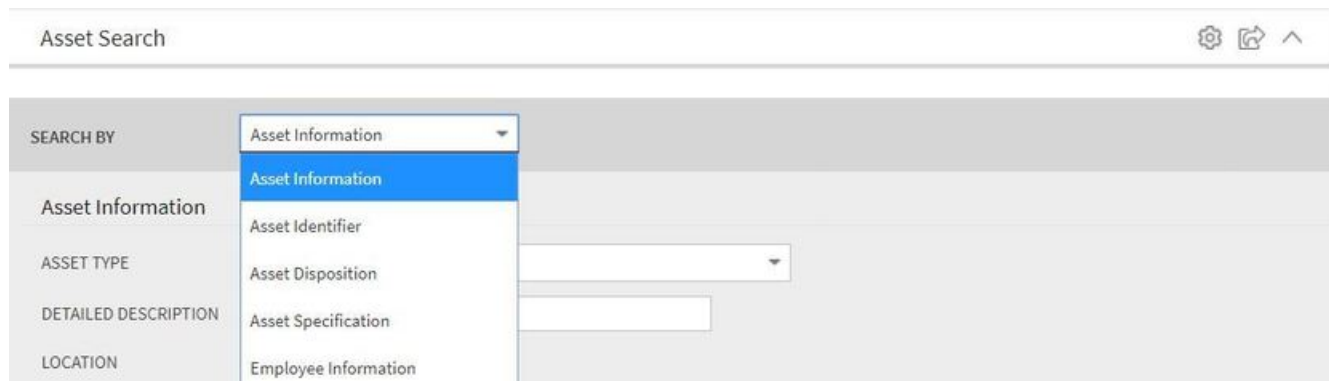 Asset Search
SEARCH BY
Asset Information
Asset Information
Asset Information
Asset Identifier
ASSET TYPE
Asset Disposition
DETAILED DESCRIPTION
Asset Specification
LOCATION
Employee Information